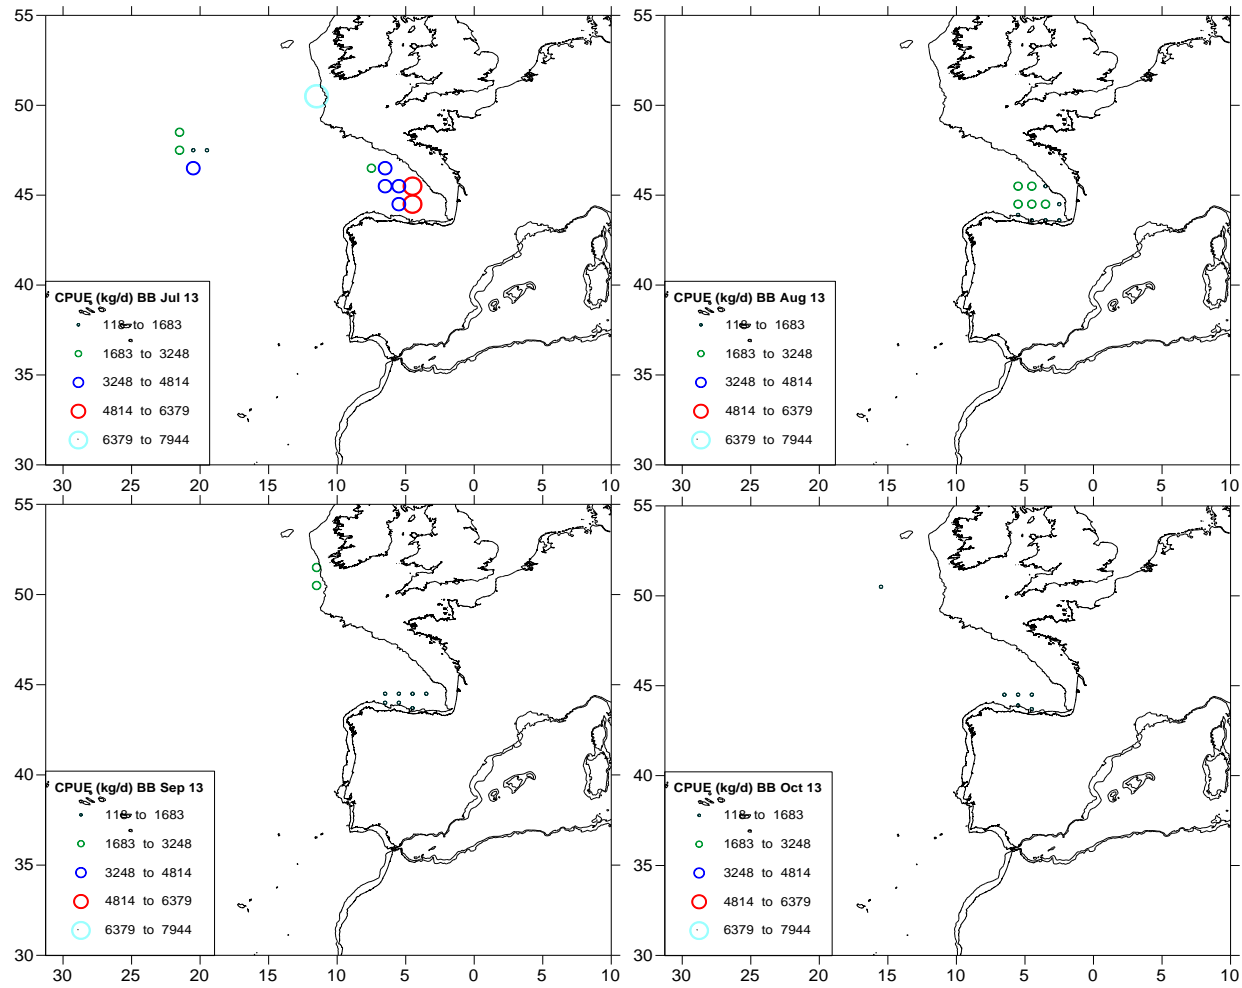 55
50
45
40
35
30
CPUE (kg/d) BB Jul 13
118 to 1683
1683 to 3248
3248 to 4814
4814 to 6379
6379 to 7944
30 25 20 15 10 5 0 5 10
55
50
45
40
35
30
CPUE (kg/d) BB Aug 13
118 to 1683
1683 to 3248
3248 to 4814
4814 to 6379
6379 to 7944
30 25 20 15 10 5 0 5 10
55
50
45
40
35
30
CPUE (kg/d) BB Sep 13
118 to 1683
1683 to 3248
3248 to 4814
4814 to 6379
6379 to 7944
30 25 20 15 10 5 0 5 10
55
50
45
40
35
30
CPUE (kg/d) BB Oct 13
118 to 1683
1683 to 3248
3248 to 4814
4814 to 6379
6379 to 7944
30 25 20 15 10 5 0 5 10